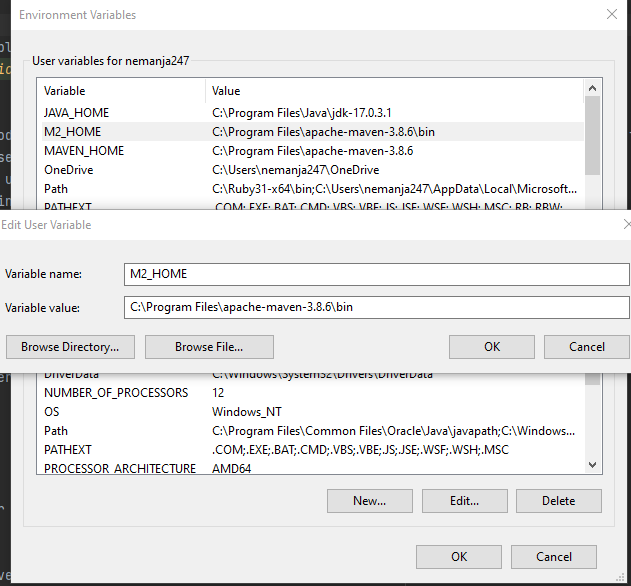 Environment Variables
User variables for nemanja247
Variable Value
JAVA_HOME C:\Program Files\Java\jdk-17.0.3.1
M2_HOME C:\Program Files\apache-maven-3.8.6\bin
MAVEN_HOME C:\Program Files\apache-maven-3.8.6
OneDrive C:\Users\nemanja247\OneDrive
Path C:\Ruby31-x64\bin;C:\Users\nemanja247\AppData\Local\Microsoft...
PATHEXT .COM;.EXE;.BAT;.CMD;.VBS;.VBE;.JS;.JSE;.WSF;.WSH;.MSC;.RB;.RBW;
Edit User Variable
Variable name: M2_HOME
Variable value: C:\Program Files\apache-maven-3.8.6\bin
Browse Directory... Browse File... OK Cancel
DriverData C:\Windows\System32\Drivers\DriverData
NUMBER_OF_PROCESSORS 12
OS Windows_NT
Path C:\Program Files\Common Files\Oracle\Java\javapath;C:\Windows...
PATHEXT .COM;.EXE;.BAT;.CMD;.VBS;.VBE;.JS;.JSE;.WSF;.WSH;.MSC
PROCESSOR_ARCHITECTURE AMD64
New... Edit... Delete
OK Cancel